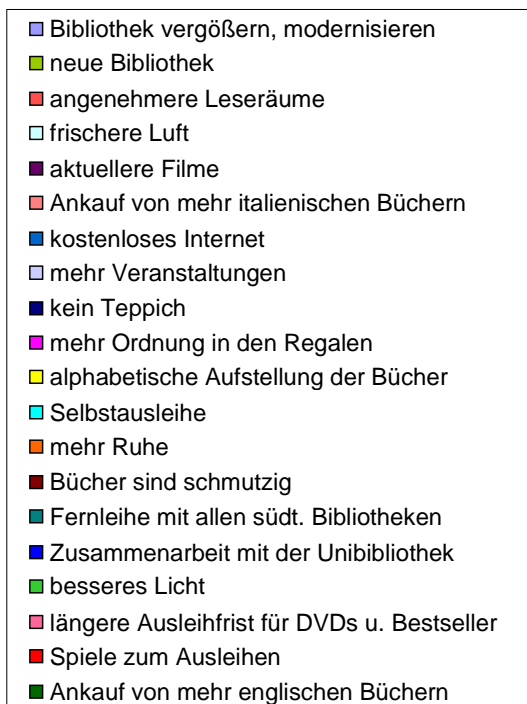 Bibliothek vergößern, modernisieren
neue Bibliothek
angenehmere Leseräume
frischere Luft
aktuellere Filme
Ankauf von mehr italienischen Büchern
kostenloses Internet
mehr Veranstaltungen
kein Teppich
mehr Ordnung in den Regalen
alphabetische Aufstellung der Bücher
Selbstausleihe
mehr Ruhe
Bücher sind schmutzig
Fernleihe mit allen südt. Bibliotheken
Zusammenarbeit mit der Unibibliothek
besseres Licht
längere Ausleihfrist für DVDs u. Bestseller
Spiele zum Ausleihen
Ankauf von mehr englischen Büchern